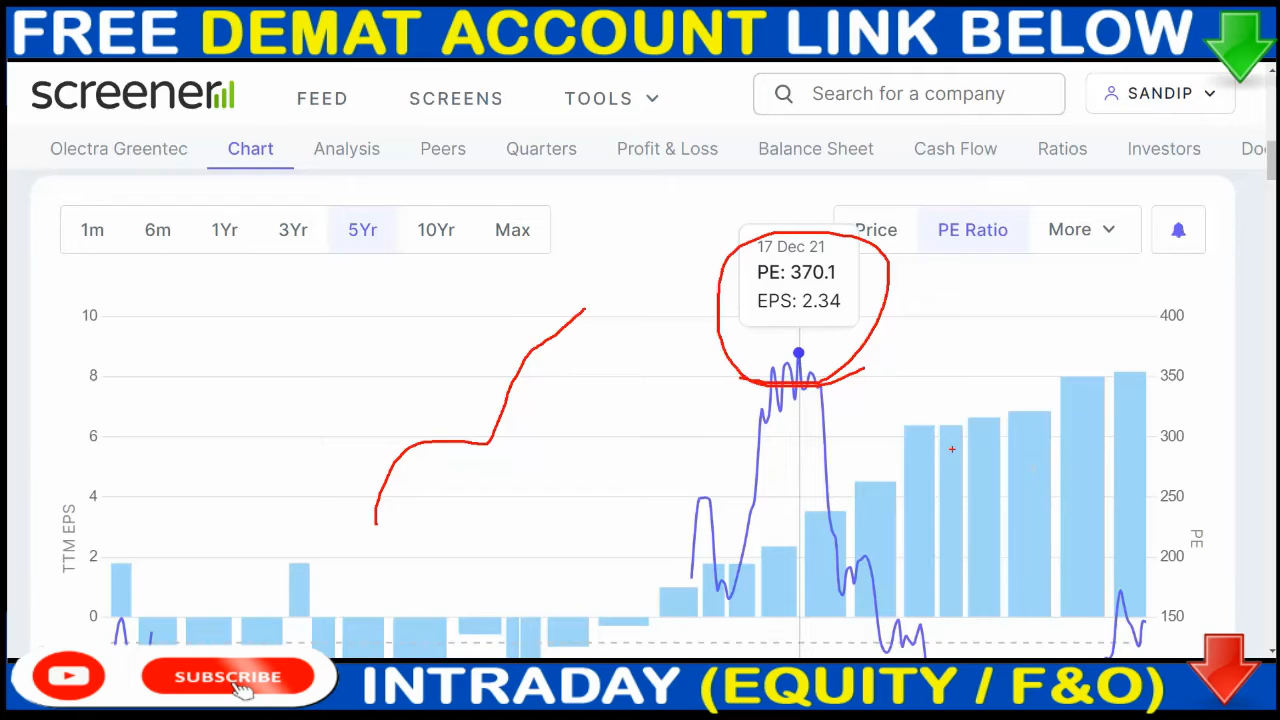 FREE DEMAT ACCOUNT LINK BELOW
screener FEED SCREENS TOOLS Search for a company SANDIP
Olectra Greentec Chart Analysis Peers Quarters Profit & Loss Balance Sheet Cash Flow Ratios Investors Do
1m 6m 1Yr 3Yr 5Yr 10Yr Max Price PE Ratio More
17 Dec 21
PE: 370.1
EPS: 2.34
10 400
8 350
6 300
4 250
2 200
0 150
TTM EPS
PE
SUBSCRIBE
INTRADAY (EQUITY / F&O)